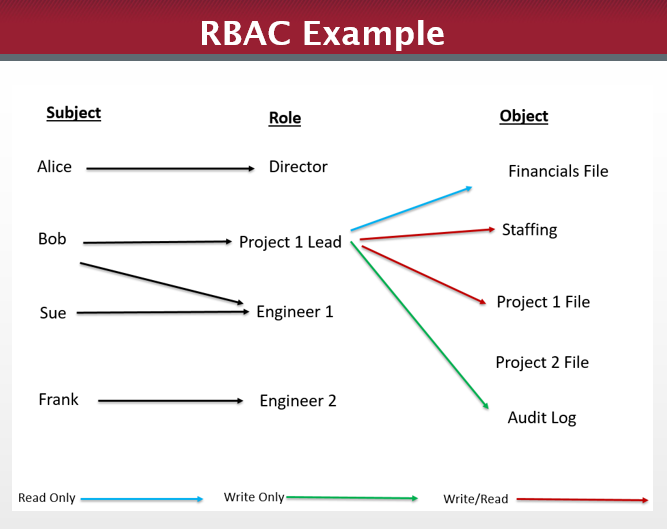 RBAC Example
Subject
Role
Object
Alice
Director
Financials File
Bob
Project 1 Lead
Staffing
Sue
Engineer 1
Project 1 File
Project 2 File
Frank
Engineer 2
Audit Log
Read Only
Write Only
Write/Read